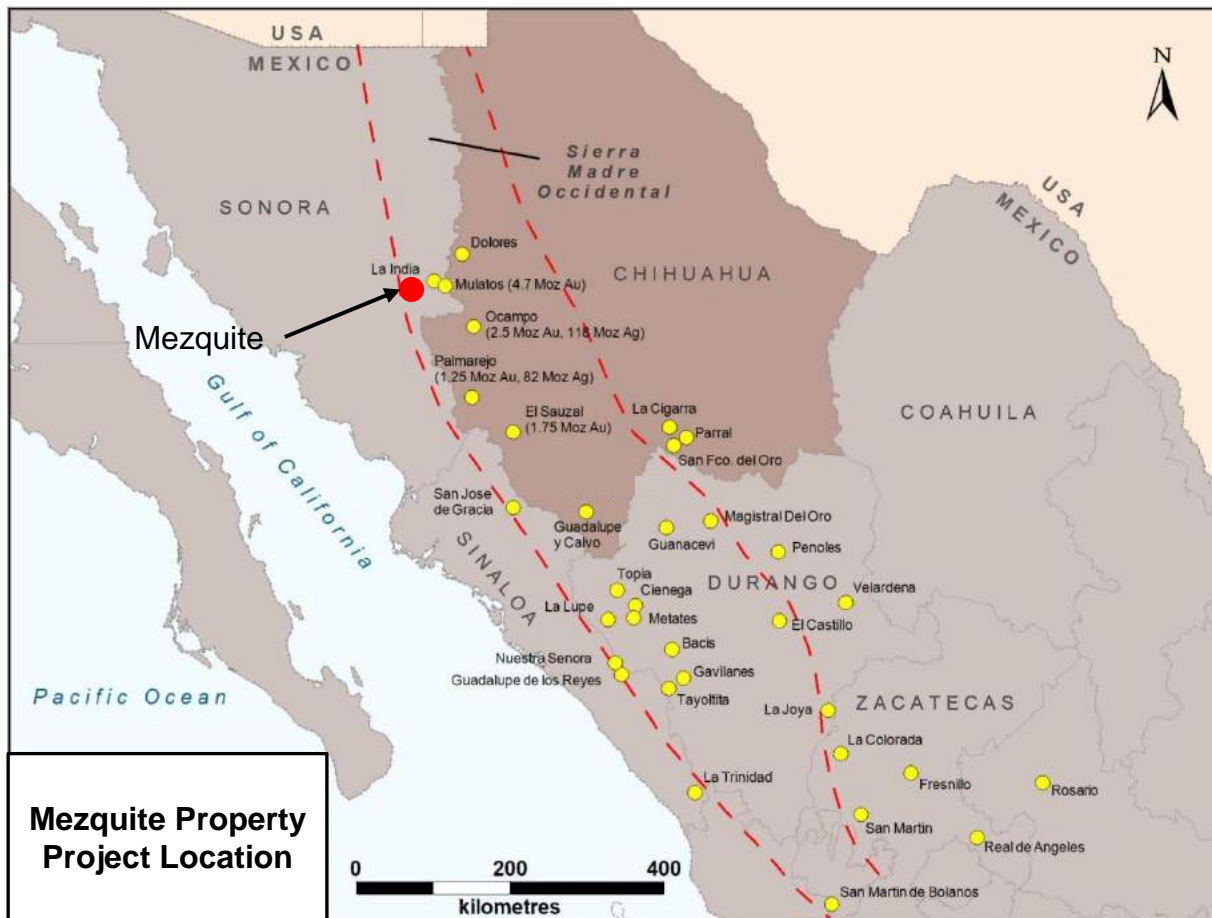 USA
MEXICO
N
Sierra
Madre
Occidental
USA
MEXICO
SONORA
Dolores
CHIHUAHUA
La India
Mulatos (4.7 Moz Au)
Mezquite
Ocampo
(2.5 Moz Au, 118 Moz Ag)
Palmarejo
(1.25 Moz Au, 82 Moz Ag)
El Sauzal
(1.75 Moz Au)
La Cigarra
Parral
San Fco. del Oro
COAHUILA
Gulf of California
San Jose
de Gracia
Guadalupe
y Calvo
Guanacevi
Magistral Del Oro
Penoles
SINALOA
DURANGO
Topia
Cienega
La Lupe
Metates
Velardena
El Castillo
Bacis
Nuestra Senora
Guadalupe de los Reyes
Gavilanes
Tayoltita
Pacific Ocean
La Joya
ZACATECAS
La Colorada
La Trinidad
Fresnillo
Rosario
San Martin
Real de Angeles
San Martin de Bolanos
Mezquite Property
Project Location
0 200 400
kilometres